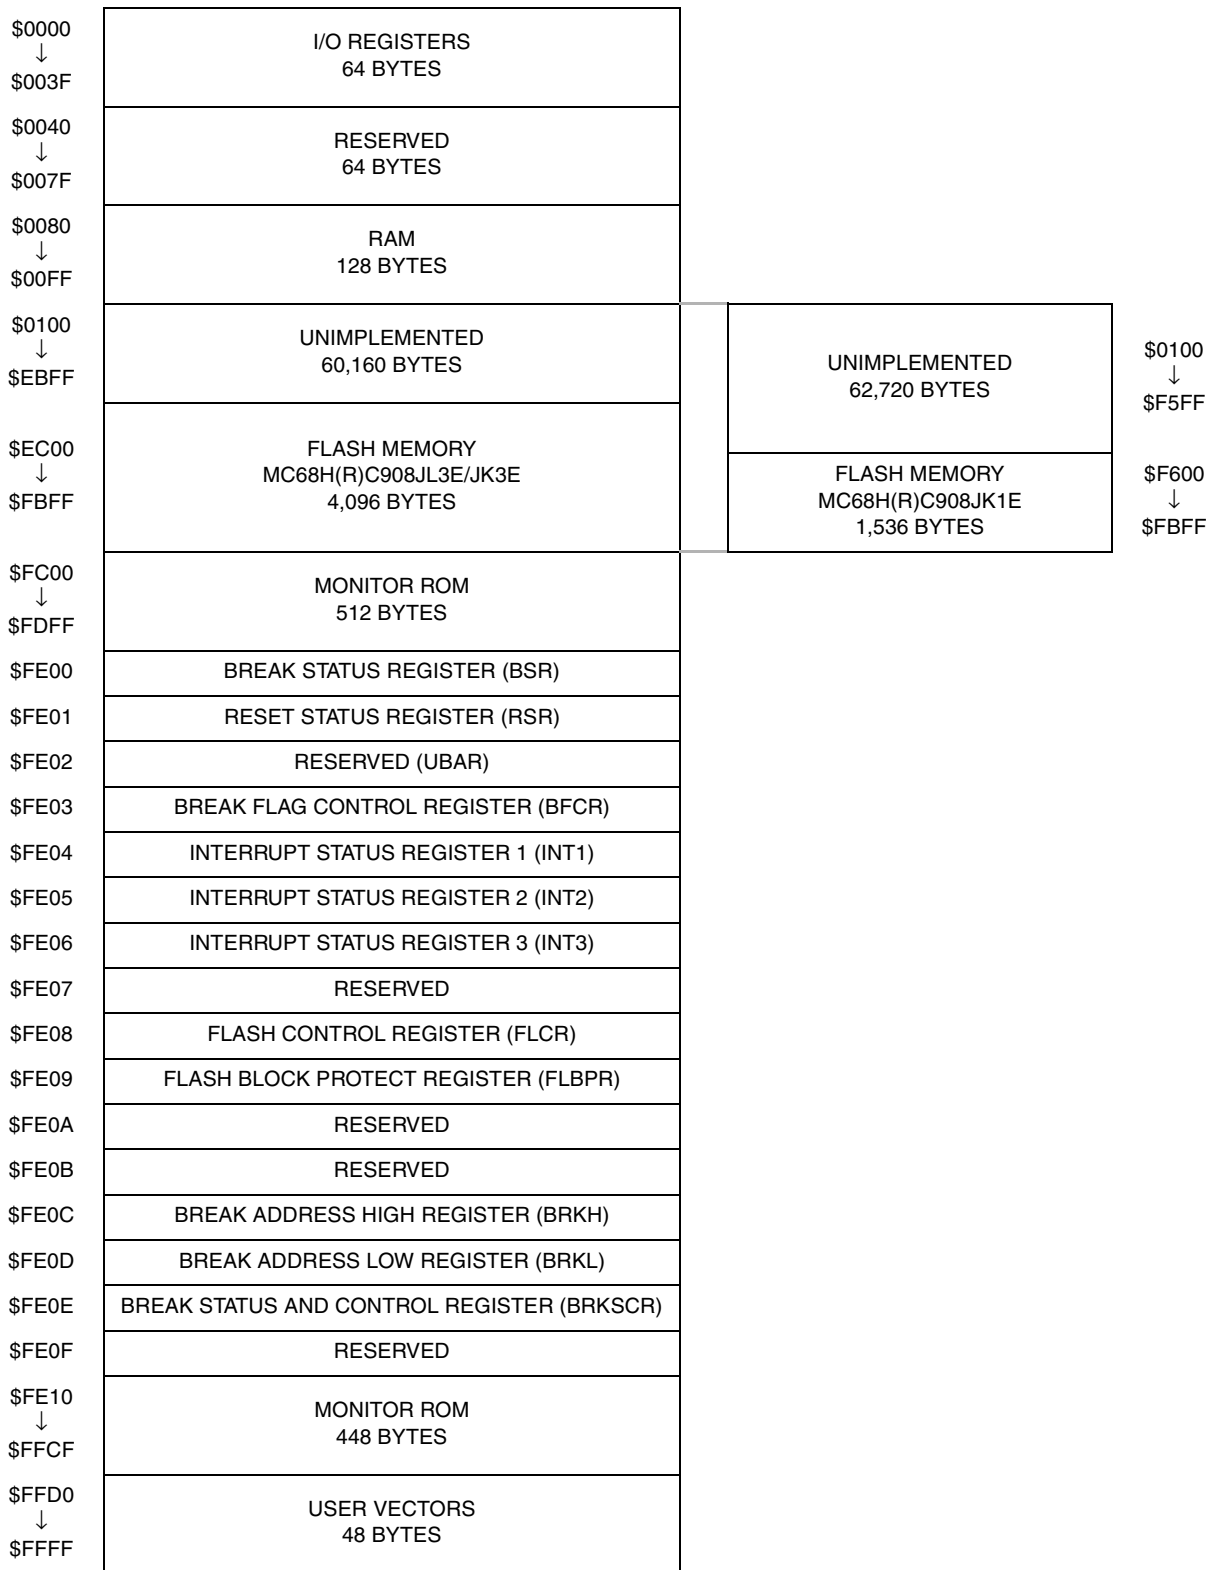 $0000
↓
$003F
I/O REGISTERS
64 BYTES
$0040
↓
$007F
RESERVED
64 BYTES
$0080
↓
$00FF
RAM
128 BYTES
$0100
↓
$EBFF
UNIMPLEMENTED
60,160 BYTES
UNIMPLEMENTED
62,720 BYTES
$0100
↓
$F5FF
$EC00
↓
$FBFF
FLASH MEMORY
MC68H(R)C908JL3E/JK3E
4,096 BYTES
FLASH MEMORY
MC68H(R)C908JK1E
1,536 BYTES
$F600
↓
$FBFF
$FC00
↓
$FDFF
MONITOR ROM
512 BYTES
$FE00
BREAK STATUS REGISTER (BSR)
$FE01
RESET STATUS REGISTER (RSR)
$FE02
RESERVED (UBAR)
$FE03
BREAK FLAG CONTROL REGISTER (BFCR)
$FE04
INTERRUPT STATUS REGISTER 1 (INT1)
$FE05
INTERRUPT STATUS REGISTER 2 (INT2)
$FE06
INTERRUPT STATUS REGISTER 3 (INT3)
$FE07
RESERVED
$FE08
FLASH CONTROL REGISTER (FLCR)
$FE09
FLASH BLOCK PROTECT REGISTER (FLBPR)
$FE0A
RESERVED
$FE0B
RESERVED
$FE0C
BREAK ADDRESS HIGH REGISTER (BRKH)
$FE0D
BREAK ADDRESS LOW REGISTER (BRKL)
$FE0E
BREAK STATUS AND CONTROL REGISTER (BRKSCR)
$FE0F
RESERVED
$FE10
↓
$FFCF
MONITOR ROM
448 BYTES
$FFD0
↓
$FFFF
USER VECTORS
48 BYTES